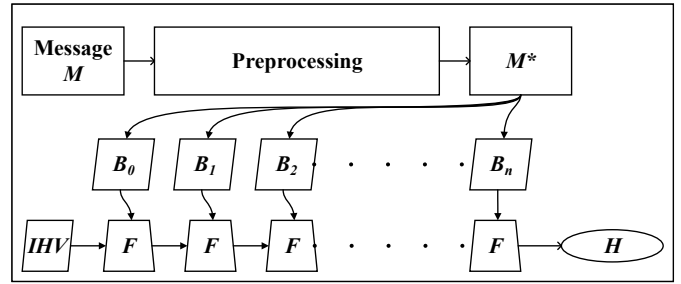 Message
M
Preprocessing
M*
B₀ B₁ B₂ · · · · · Bₙ
IHV F F F · · · · · F H